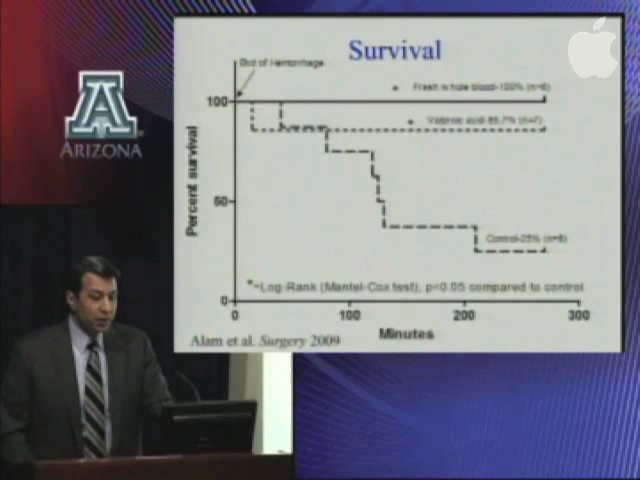 Survival
End of Hemorrhage
Fresh whole blood-100% (n=6)
100
Valproic acid-85.7% (n=7)
A
ARIZONA
Percent survival
50
Control-25% (n=8)
*=Log-Rank (Mantel-Cox test), p<0.05 compared to control
0
0 100 200 300
Minutes
Alam et al. Surgery 2009